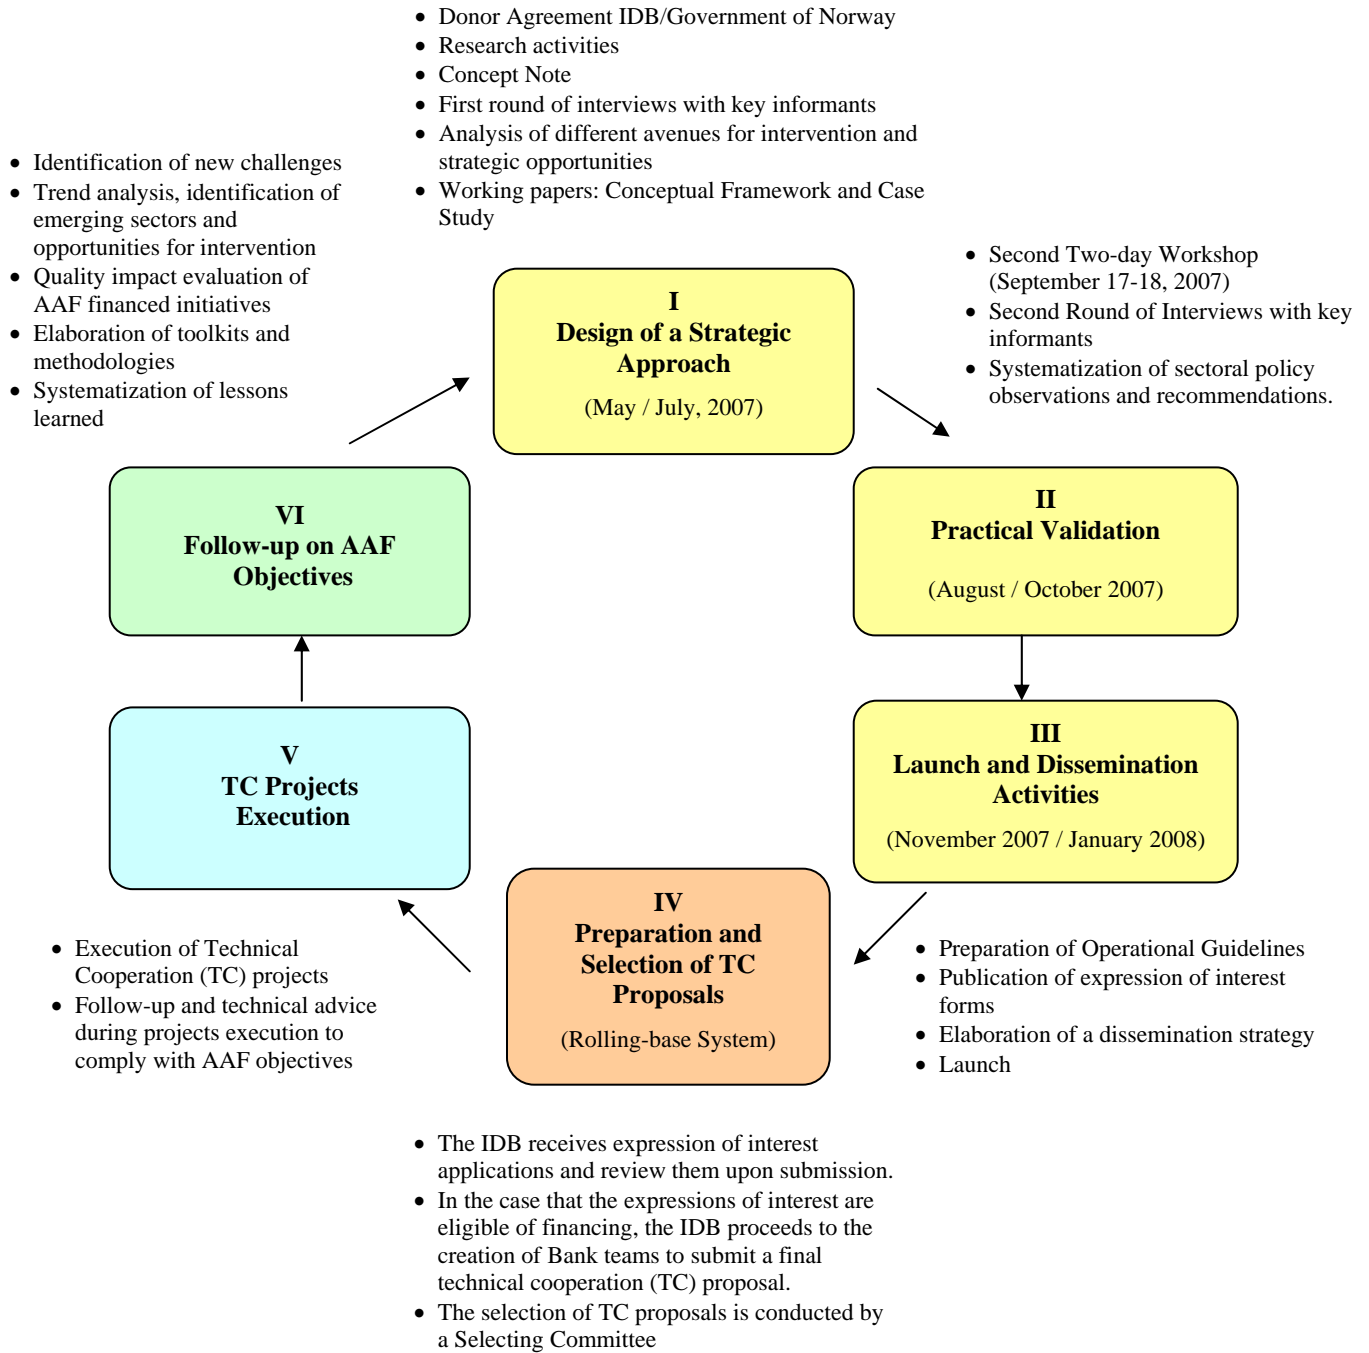 • Donor Agreement IDB/Government of Norway
• Research activities
• Concept Note
• First round of interviews with key informants
• Analysis of different avenues for intervention and
strategic opportunities
• Working papers: Conceptual Framework and Case
Study
• Identification of new challenges
• Trend analysis, identification of
emerging sectors and
opportunities for intervention
• Quality impact evaluation of
AAF financed initiatives
• Elaboration of toolkits and
methodologies
• Systematization of lessons
learned
I
Design of a Strategic
Approach
(May / July, 2007)
• Second Two-day Workshop
(September 17-18, 2007)
• Second Round of Interviews with key
informants
• Systematization of sectoral policy
observations and recommendations.
II
Practical Validation
(August / October 2007)
III
Launch and Dissemination
Activities
(November 2007 / January 2008)
• Preparation of Operational Guidelines
• Publication of expression of interest
forms
• Elaboration of a dissemination strategy
• Launch
IV
Preparation and
Selection of TC
Proposals
(Rolling-base System)
• The IDB receives expression of interest
applications and review them upon submission.
• In the case that the expressions of interest are
eligible of financing, the IDB proceeds to the
creation of Bank teams to submit a final
technical cooperation (TC) proposal.
• The selection of TC proposals is conducted by
a Selecting Committee
V
TC Projects
Execution
• Execution of Technical
Cooperation (TC) projects
• Follow-up and technical advice
during projects execution to
comply with AAF objectives
VI
Follow-up on AAF
Objectives